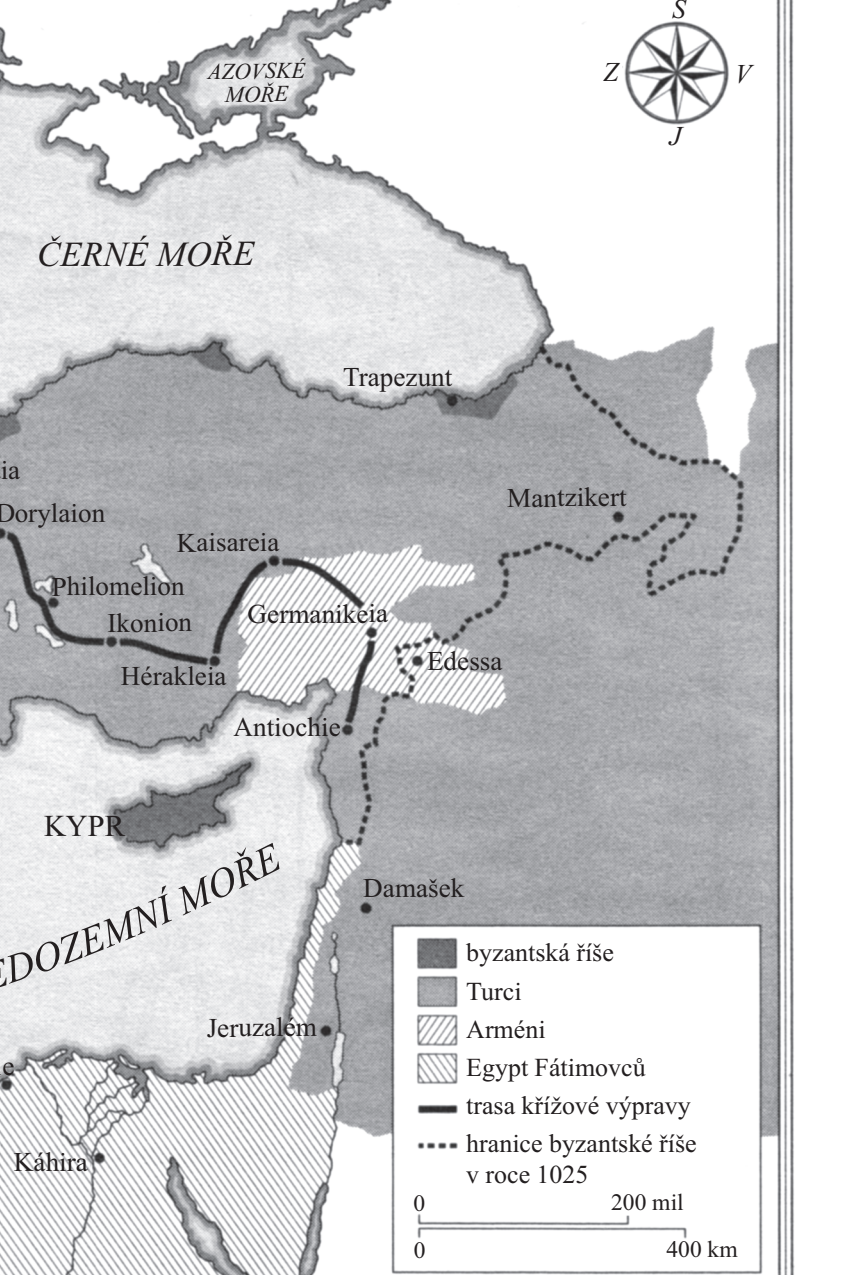 S
AZOVSKÉ
MOŘE
Z
V
J
ČERNÉ MOŘE
Trapezunt
ia
Mantzikert
Dorylaion
Kaisareia
Philomelion
Germanikeia
Ikonion
Edessa
Hérakleia
Antiochie
KYPR
EDOZEMNÍ MOŘE
Damašek
byzantská říše
Turci
Arméni
Jeruzalém
Egypt Fátimovců
e
trasa křížové výpravy
hranice byzantské říše
v roce 1025
Káhira
0 200 mil
0 400 km